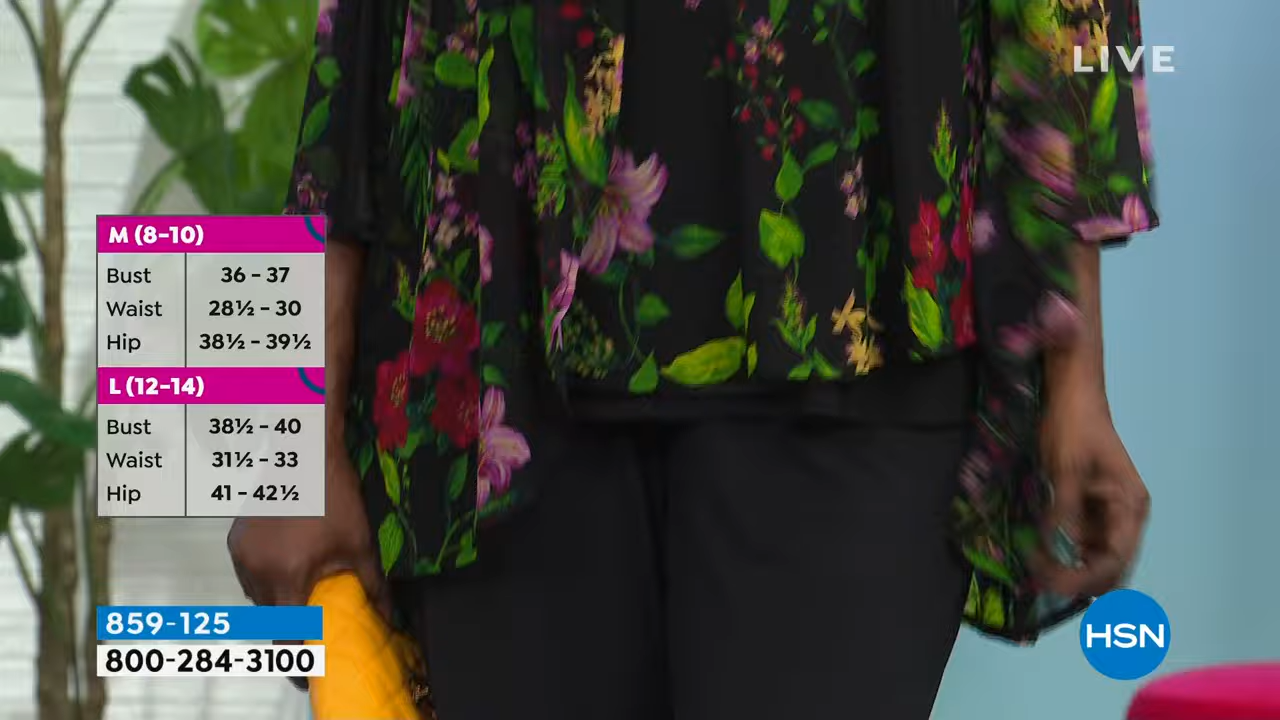 LIVE
M (8-10)
Bust 36 - 37
Waist 28½ - 30
Hip 38½ - 39½
L (12-14)
Bust 38½ - 40
Waist 31½ - 33
Hip 41 - 42½
859-125
800-284-3100
HSN